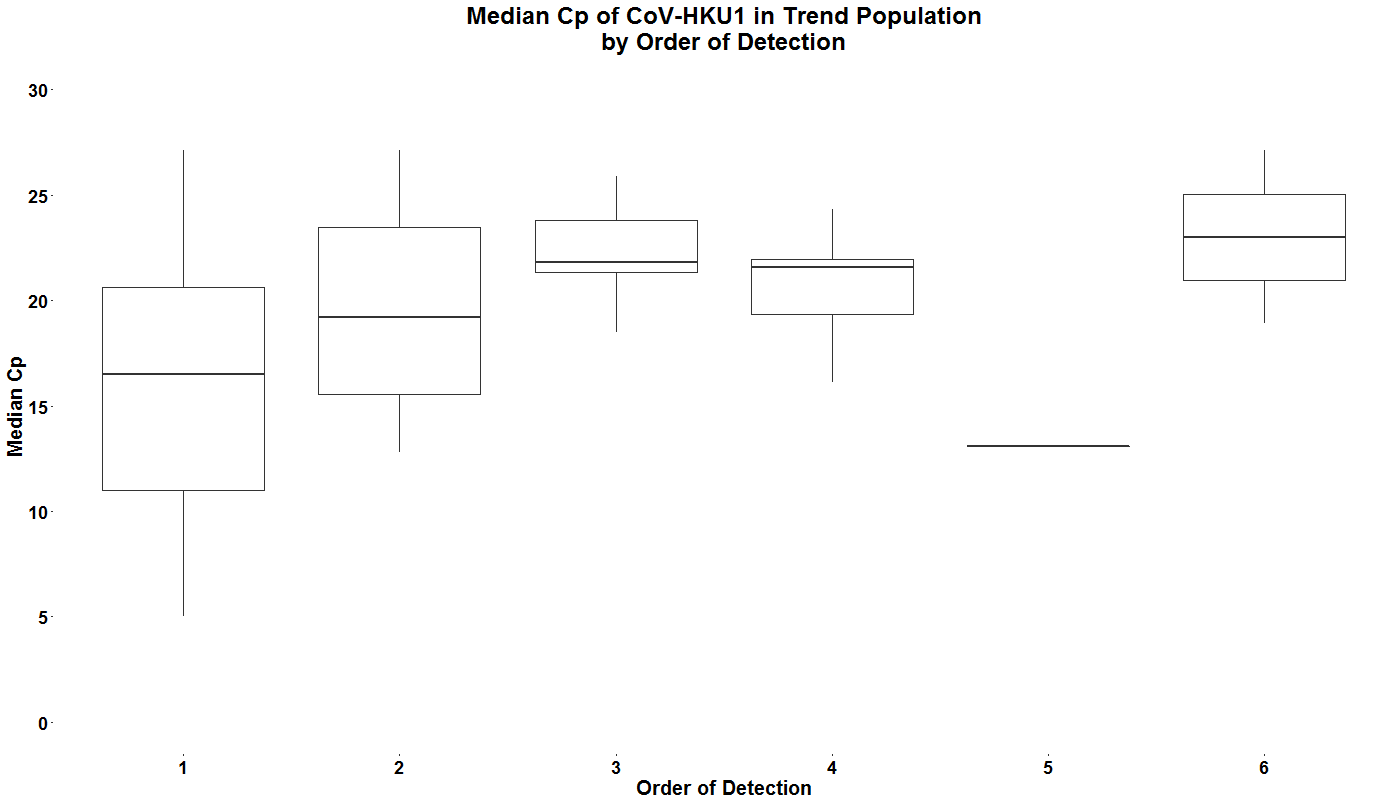 Median Cp of CoV-HKU1 in Trend Population
by Order of Detection
30
25
20
15
10
5
0
Median Cp
1 2 3 4 5 6
Order of Detection